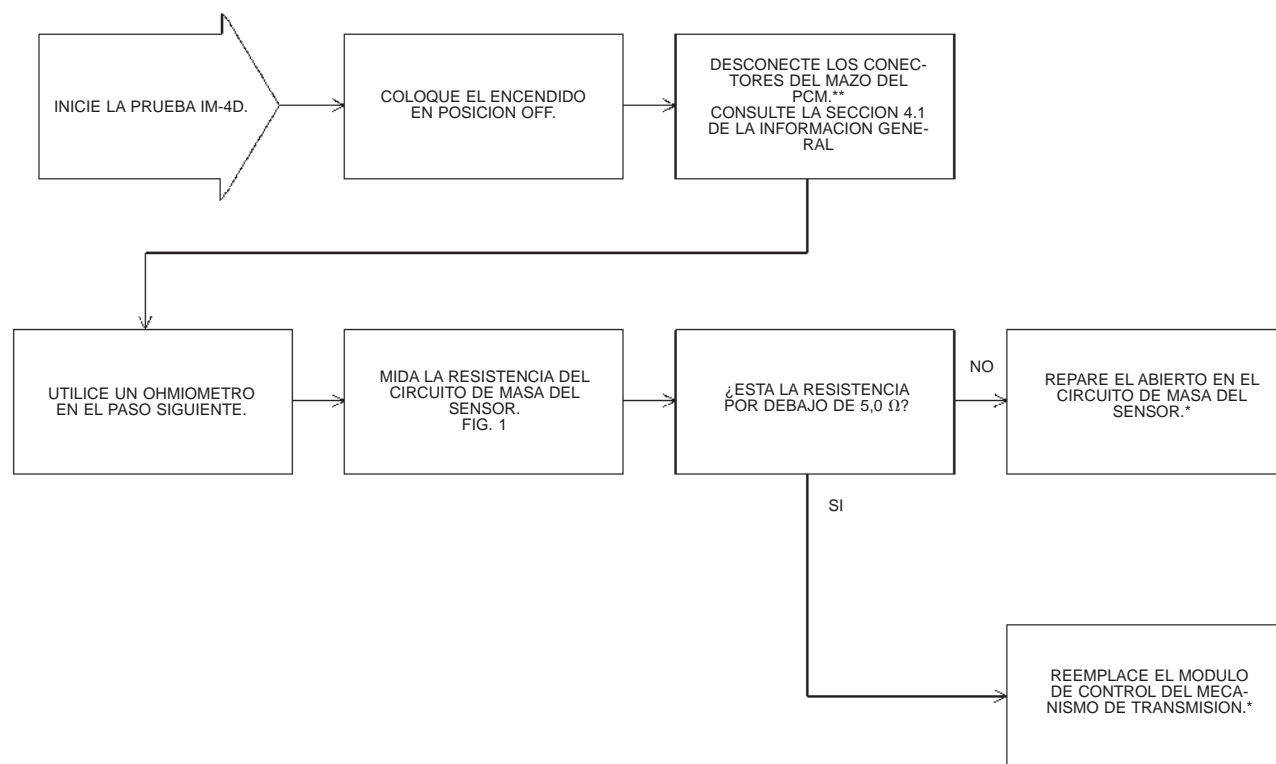 INICIE LA PRUEBA IM-4D.
COLOQUE EL ENCENDIDO
EN POSICION OFF.
DESCONECTE LOS CONEC-
TORES DEL MAZO DEL
PCM.**
CONSULTE LA SECCION 4.1
DE LA INFORMACION GENE-
RAL
UTILICE UN OHMIOMETRO
EN EL PASO SIGUIENTE.
MIDA LA RESISTENCIA DEL
CIRCUITO DE MASA DEL
SENSOR.
FIG. 1
¿ESTA LA RESISTENCIA
POR DEBAJO DE 5,0 Ω?
NO
REPARE EL ABIERTO EN EL
CIRCUITO DE MASA DEL
SENSOR.*
SI
REEMPLACE EL MODULO
DE CONTROL DEL MECA-
NISMO DE TRANSMISION.*